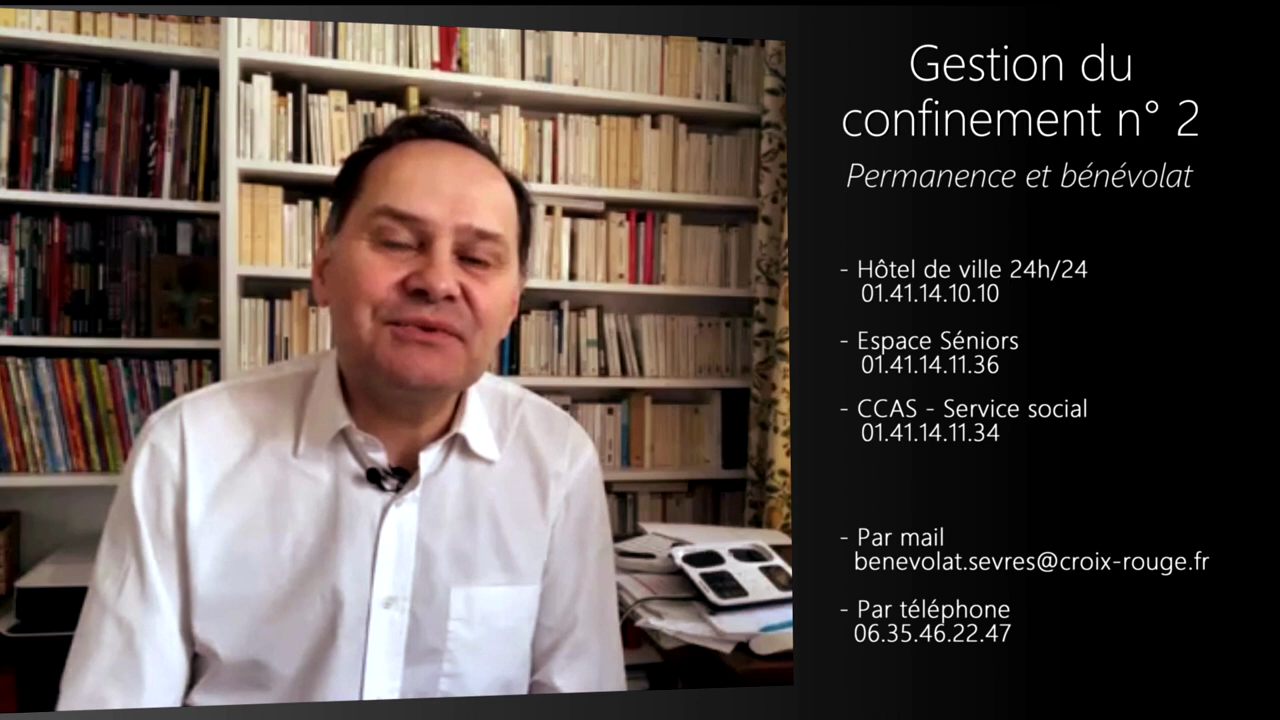 Gestion du
confinement n° 2
Permanence et bénévolat
- Hôtel de ville 24h/24
01.41.14.10.10
- Espace Séniors
01.41.14.11.36
- CCAS - Service social
01.41.14.11.34
- Par mail
benevolat.sevres@croix-rouge.fr
- Par téléphone
06.35.46.22.47